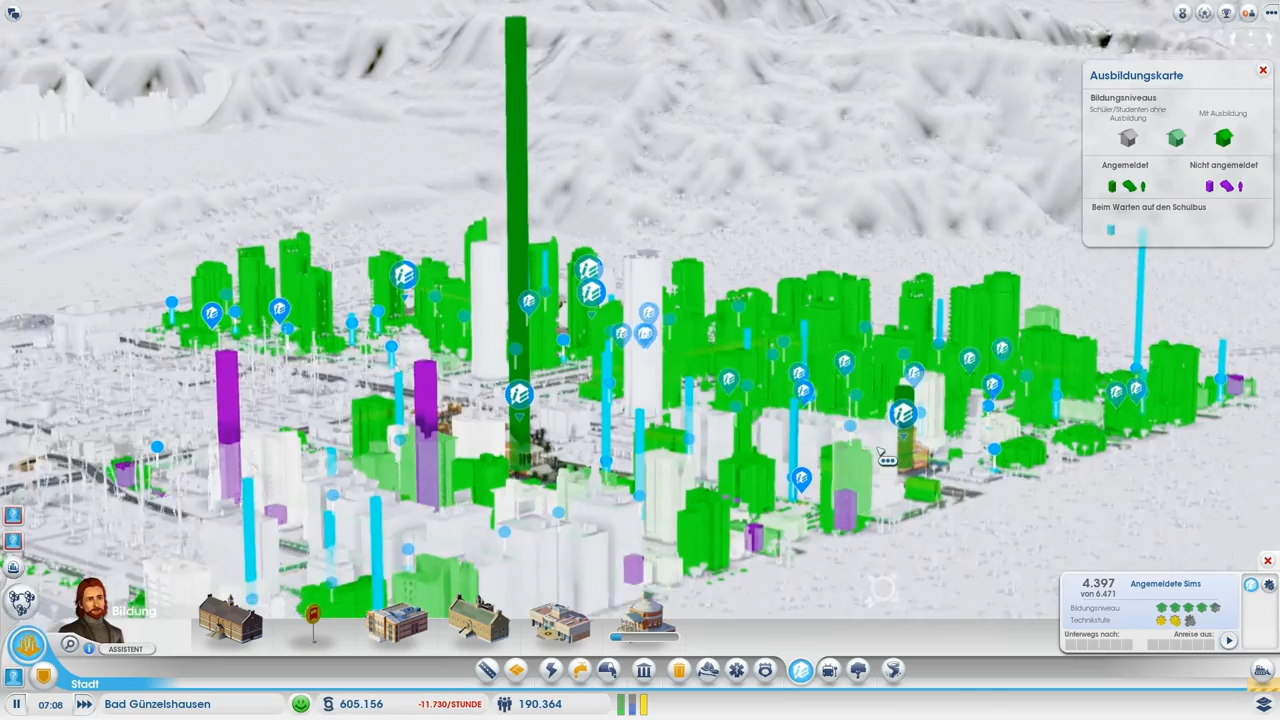 Ausbildungskarte
Bildungsniveaus
Schüler/Studenten ohne
Ausbildung
Mit Ausbildung
Angemeldet
Nicht angemeldet
Beim Warten auf den Schulbus
4.397
von 6.471
Angemeldete Sims
Bildungsniveau
Technikstufe
Unterwegs nach:
Anreise aus:
Bildung
ASSISTENT
Stadt
07:08
Bad Günzelshausen
605.156
-11.730/STUNDE
190.364